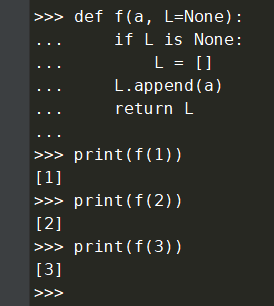 >>> def f(a, L=None):
...     if L is None:
...         L = []
...     L.append(a)
...     return L
...
>>> print(f(1))
[1]
>>> print(f(2))
[2]
>>> print(f(3))
[3]
>>>